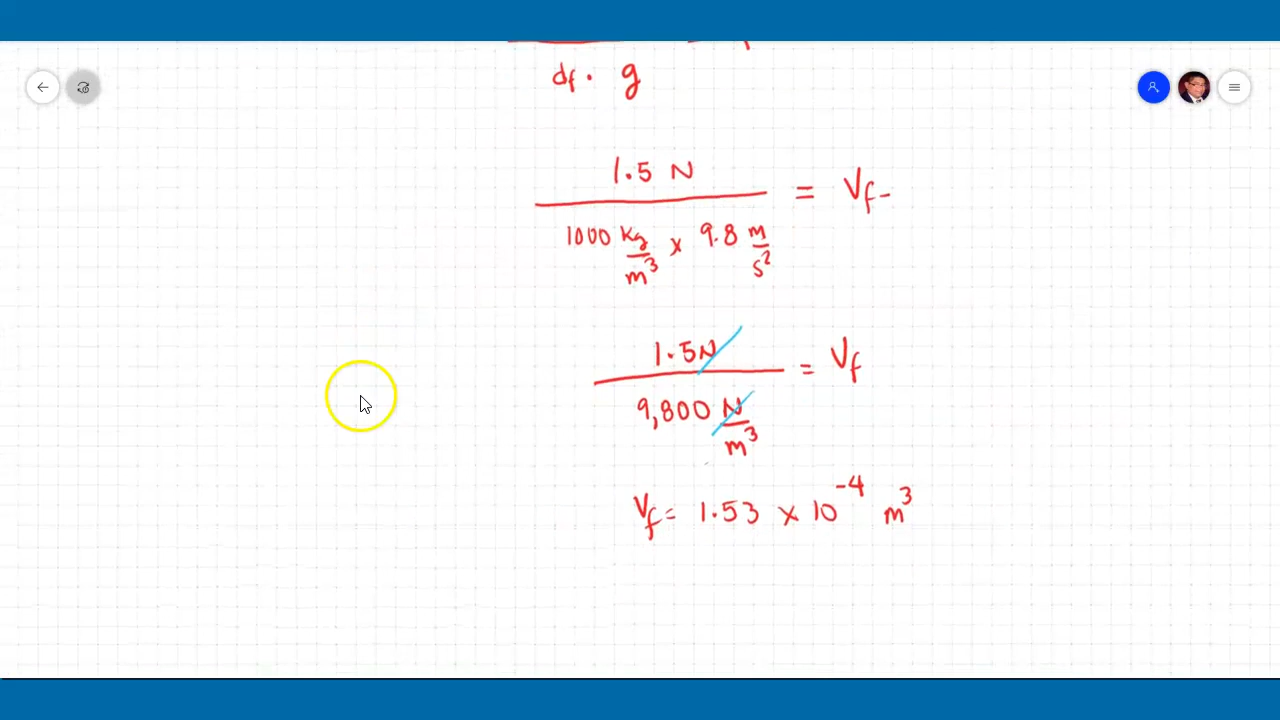 df · g
1.5 N
1000 kg/m³ × 9.8 m/s² = Vf
1.5N
9,800 N/m³ = Vf
Vf = 1.53 × 10⁻⁴ m³